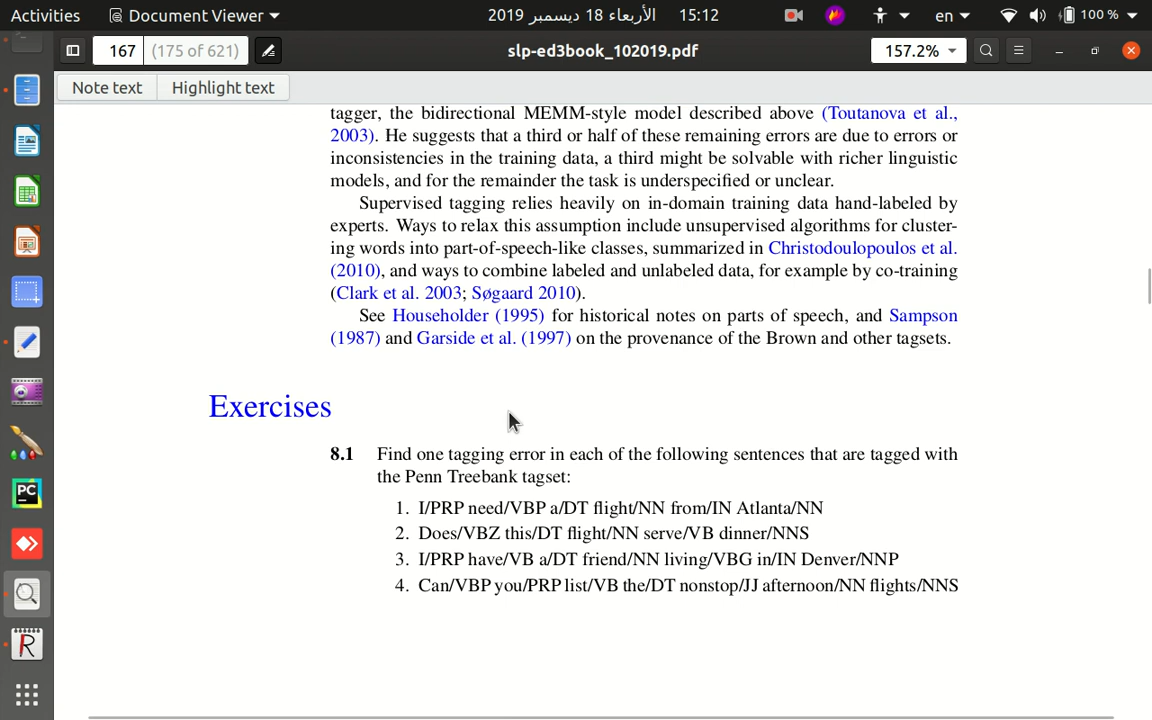 Activities Document Viewer 2019 الأربعاء 18 ديسمبر 15:12 en 100 %
167 (175 of 621) slp-ed3book_102019.pdf 157.2%
Note text Highlight text
tagger, the bidirectional MEMM-style model described above (Toutanova et al.,
2003). He suggests that a third or half of these remaining errors are due to errors or
inconsistencies in the training data, a third might be solvable with richer linguistic
models, and for the remainder the task is underspecified or unclear.
Supervised tagging relies heavily on in-domain training data hand-labeled by
experts. Ways to relax this assumption include unsupervised algorithms for cluster-
ing words into part-of-speech-like classes, summarized in Christodoulopoulos et al.
(2010), and ways to combine labeled and unlabeled data, for example by co-training
(Clark et al. 2003; Søgaard 2010).
See Householder (1995) for historical notes on parts of speech, and Sampson
(1987) and Garside et al. (1997) on the provenance of the Brown and other tagsets.
Exercises
8.1 Find one tagging error in each of the following sentences that are tagged with
the Penn Treebank tagset:
1. I/PRP need/VBP a/DT flight/NN from/IN Atlanta/NN
2. Does/VBZ this/DT flight/NN serve/VB dinner/NNS
3. I/PRP have/VB a/DT friend/NN living/VBG in/IN Denver/NNP
4. Can/VBP you/PRP list/VB the/DT nonstop/JJ afternoon/NN flights/NNS
PC
R